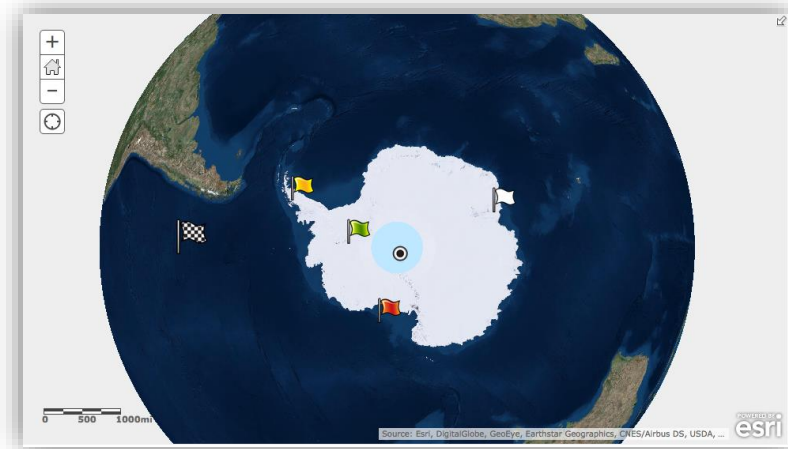 +
−
0 500 1000mi
Source: Esri, DigitalGlobe, GeoEye, Earthstar Geographics, CNES/Airbus DS, USDA, ...
POWERED BY
esri